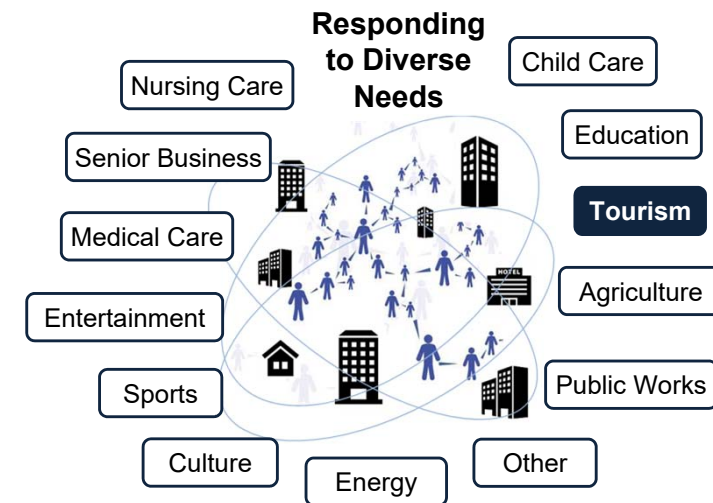 Responding
to Diverse
Needs
Nursing Care
Child Care
Senior Business
Education
Tourism
Medical Care
HOTEL
Agriculture
Entertainment
Sports
Public Works
Culture
Energy
Other